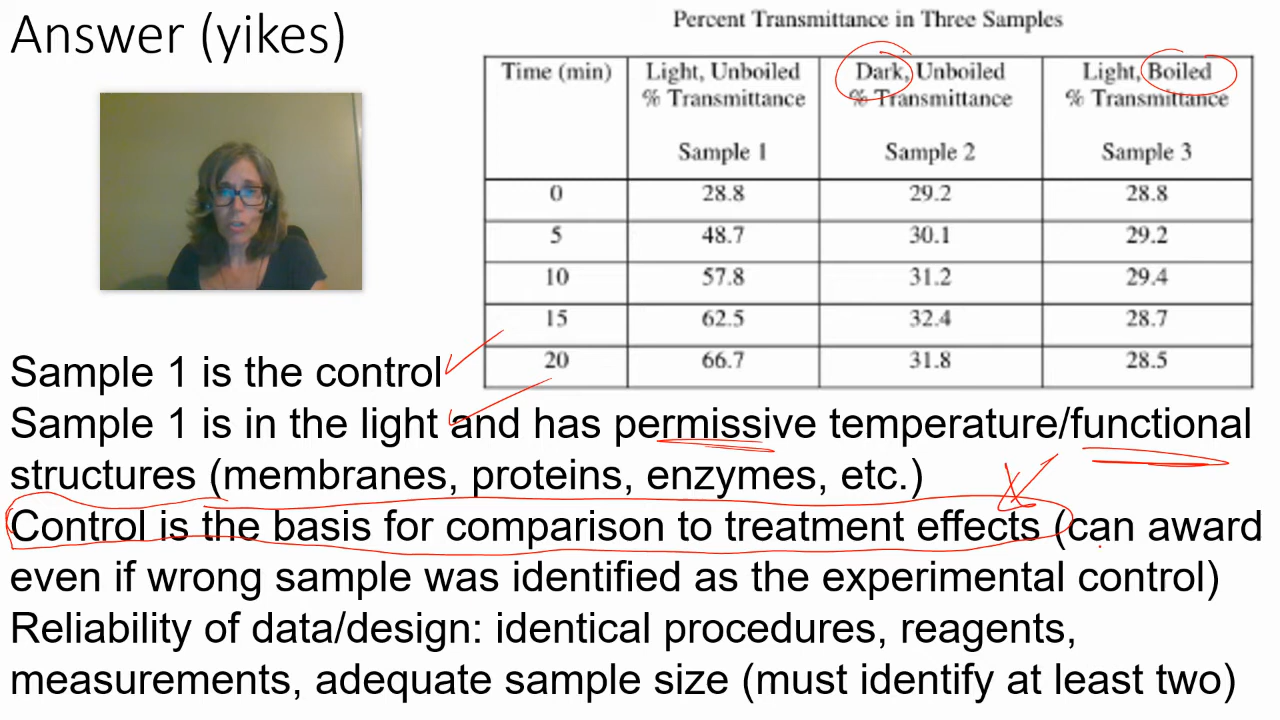 Answer (yikes)
Percent Transmittance in Three Samples
Time (min) Light, Unboiled Dark, Unboiled Light, Boiled
% Transmittance % Transmittance % Transmittance
Sample 1 Sample 2 Sample 3
0 28.8 29.2 28.8
5 48.7 30.1 29.2
10 57.8 31.2 29.4
15 62.5 32.4 28.7
20 66.7 31.8 28.5
Sample 1 is the control
Sample 1 is in the light and has permissive temperature/functional
structures (membranes, proteins, enzymes, etc.)
Control is the basis for comparison to treatment effects (can award
even if wrong sample was identified as the experimental control)
Reliability of data/design: identical procedures, reagents,
measurements, adequate sample size (must identify at least two)